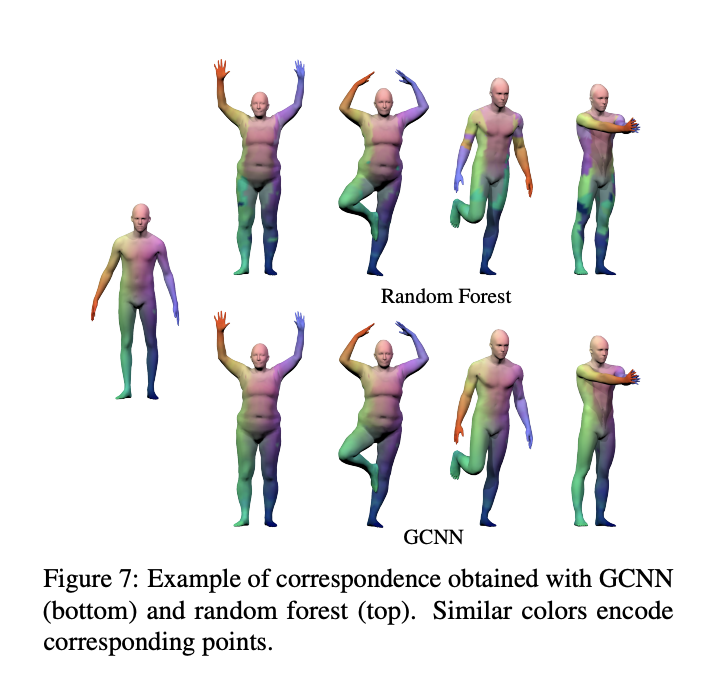 Random Forest
GCNN
Figure 7: Example of correspondence obtained with GCNN
(bottom) and random forest (top). Similar colors encode
corresponding points.